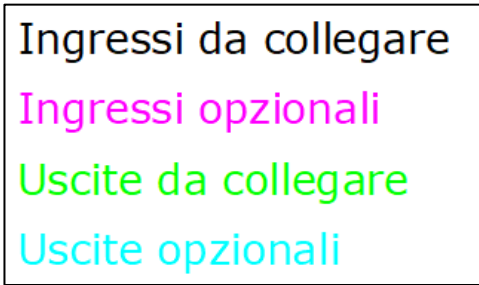 Ingressi da collegare
Ingressi opzionali
Uscite da collegare
Uscite opzionali